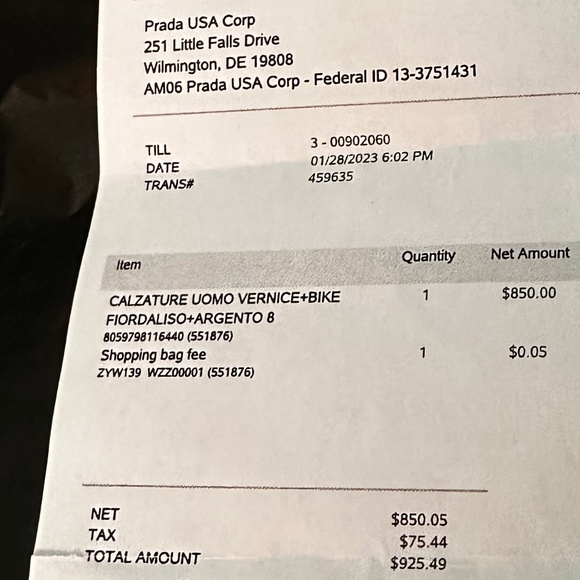 Prada USA Corp
251 Little Falls Drive
Wilmington, DE 19808
AM06 Prada USA Corp - Federal ID 13-3751431
TILL 3 - 00902060
DATE 01/28/2023 6:02 PM
TRANS# 459635
Item Quantity Net Amount
CALZATURE UOMO VERNICE+BIKE 1 $850.00
FIORDALISO+ARGENTO 8
8059798116440 (551876)
Shopping bag fee 1 $0.05
ZYW139 WZZ00001 (551876)
NET $850.05
TAX $75.44
TOTAL AMOUNT $925.49